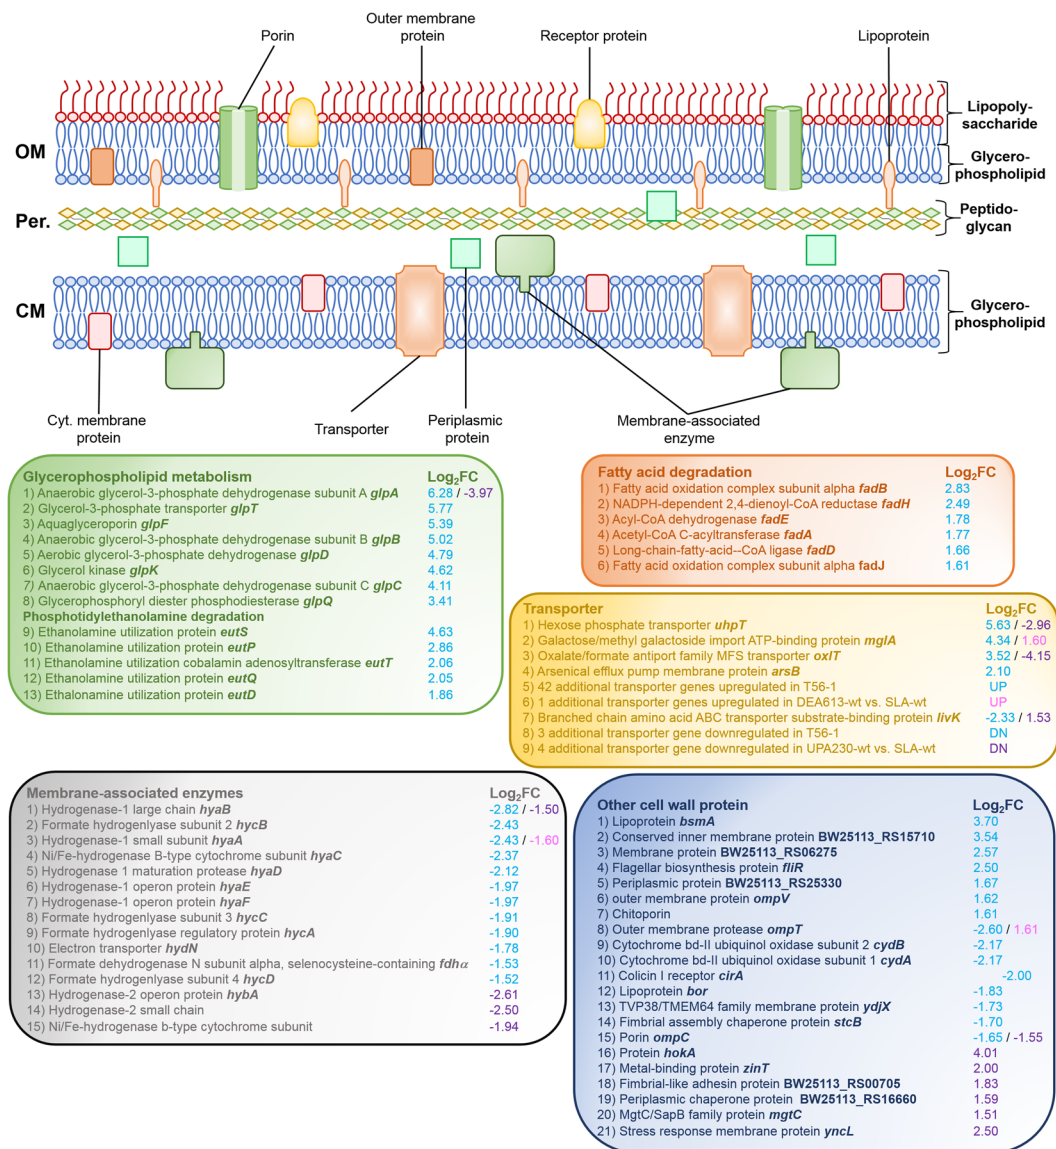 Porin
Outer membrane
protein
Receptor protein
Lipoprotein
Lipopoly-
saccharide
OM
Glycero-
phospholipid
Per.
Peptido-
glycan
CM
Glycero-
phospholipid
Cyt. membrane
protein
Transporter
Periplasmic
protein
Membrane-associated
enzyme
Glycerophospholipid metabolism Log2FC
1) Anaerobic glycerol-3-phosphate dehydrogenase subunit A glpA 6.28 / -3.97
2) Glycerol-3-phosphate transporter glpT 5.77
3) Aquaglyceroporin glpF 5.39
4) Anaerobic glycerol-3-phosphate dehydrogenase subunit B glpB 5.02
5) Aerobic glycerol-3-phosphate dehydrogenase glpD 4.79
6) Glycerol kinase glpK 4.62
7) Anaerobic glycerol-3-phosphate dehydrogenase subunit C glpC 4.11
8) Glycerophosphoryl diester phosphodiesterase glpQ 3.41
Phosphotidylethanolamine degradation
9) Ethanolamine utilization protein eutS 4.63
10) Ethanolamine utilization protein eutP 2.86
11) Ethanolamine utilization cobalamin adenosyltransferase eutT 2.06
12) Ethanolamine utilization protein eutQ 2.05
13) Ethalonamine utilization protein eutD 1.86
Fatty acid degradation Log2FC
1) Fatty acid oxidation complex subunit alpha fadB 2.83
2) NADPH-dependent 2,4-dienoyl-CoA reductase fadH 2.49
3) Acyl-CoA dehydrogenase fadE 1.78
4) Acetyl-CoA C-acyltransferase fadA 1.77
5) Long-chain-fatty-acid--CoA ligase fadD 1.66
6) Fatty acid oxidation complex subunit alpha fadJ 1.61
Transporter Log2FC
1) Hexose phosphate transporter uhpT 5.63 / -2.96
2) Galactose/methyl galactoside import ATP-binding protein mglA 4.34 / 1.60
3) Oxalate/formate antiport family MFS transporter oxlT 3.52 / -4.15
4) Arsenical efflux pump membrane protein arsB 2.10
5) 42 additional transporter genes upregulated in T56-1 UP
6) 1 additional transporter genes upregulated in DEA613-wt vs. SLA-wt UP
7) Branched chain amino acid ABC transporter substrate-binding protein livK -2.33 / 1.53
8) 3 additional transporter gene downregulated in T56-1 DN
9) 4 additional transporter gene downregulated in UPA230-wt vs. SLA-wt DN
Membrane-associated enzymes Log2FC
1) Hydrogenase-1 large chain hyaB -2.82 / -1.50
2) Formate hydrogenlyase subunit 2 hycB -2.43
3) Hydrogenase-1 small subunit hyaA -2.43 / -1.60
4) Ni/Fe-hydrogenase B-type cytochrome subunit hyaC -2.37
5) Hydrogenase 1 maturation protease hyaD -2.12
6) Hydrogenase-1 operon protein hyaE -1.97
7) Hydrogenase-1 operon protein hyaF -1.97
8) Formate hydrogenlyase subunit 3 hycC -1.91
9) Formate hydrogenlyase regulatory protein hycA -1.90
10) Electron transporter hydN -1.78
11) Formate dehydrogenase N subunit alpha, selenocysteine-containing fdhα -1.53
12) Formate hydrogenlyase subunit 4 hycD -1.52
13) Hydrogenase-2 operon protein hybA -2.61
14) Hydrogenase-2 small chain -2.50
15) Ni/Fe-hydrogenase b-type cytochrome subunit -1.94
Other cell wall protein Log2FC
1) Lipoprotein bsmA 3.70
2) Conserved inner membrane protein BW25113_RS15710 3.54
3) Membrane protein BW25113_RS06275 2.57
4) Flagellar biosynthesis protein fliR 2.50
5) Periplasmic protein BW25113_RS25330 1.67
6) outer membrane protein ompV 1.62
7) Chitoporin 1.61
8) Outer membrane protease ompT -2.60 / 1.61
9) Cytochrome bd-II ubiquinol oxidase subunit 2 cydB -2.17
10) Cytochrome bd-II ubiquinol oxidase subunit 1 cydA -2.17
11) Colicin I receptor cirA -2.00
12) Lipoprotein bor -1.83
13) TVP38/TMEM64 family membrane protein ydjX -1.73
14) Fimbrial assembly chaperone protein stcB -1.70
15) Porin ompC -1.65 / -1.55
16) Protein hokA 4.01
17) Metal-binding protein zinT 2.00
18) Fimbrial-like adhesin protein BW25113_RS00705 1.83
19) Periplasmic chaperone protein BW25113_RS16660 1.59
20) MgtC/SapB family protein mgtC 1.51
21) Stress response membrane protein yncL 2.50